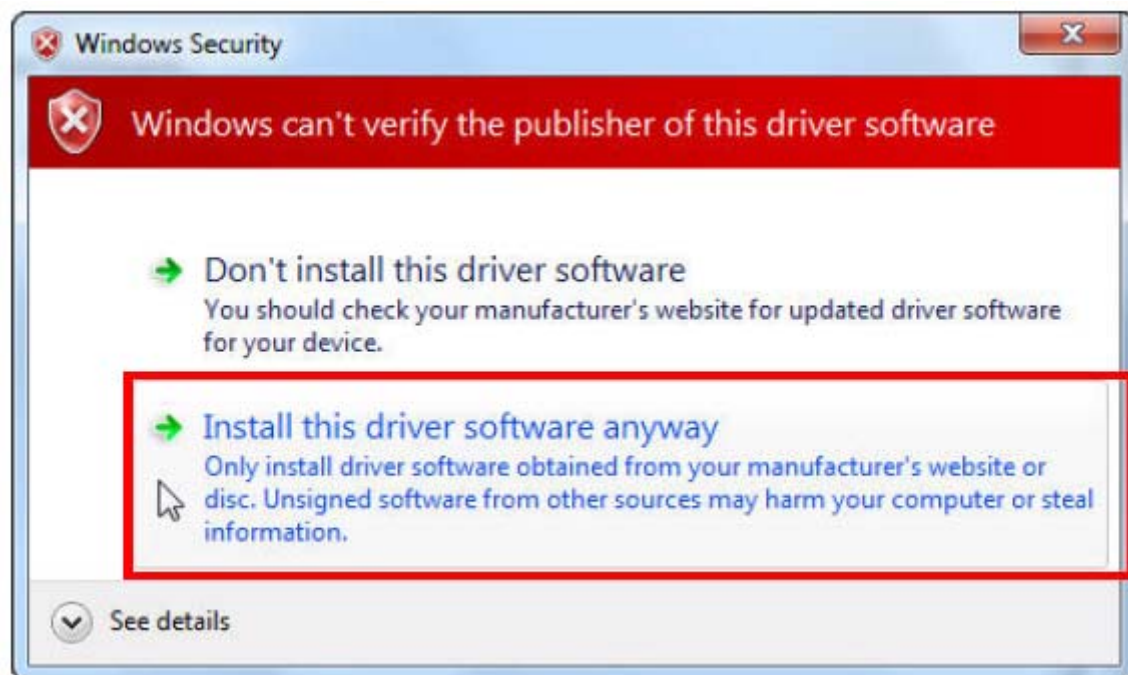 Windows Security
Windows can't verify the publisher of this driver software
Don't install this driver software
You should check your manufacturer's website for updated driver software
for your device.
Install this driver software anyway
Only install driver software obtained from your manufacturer's website or
disc. Unsigned software from other sources may harm your computer or steal
information.
See details